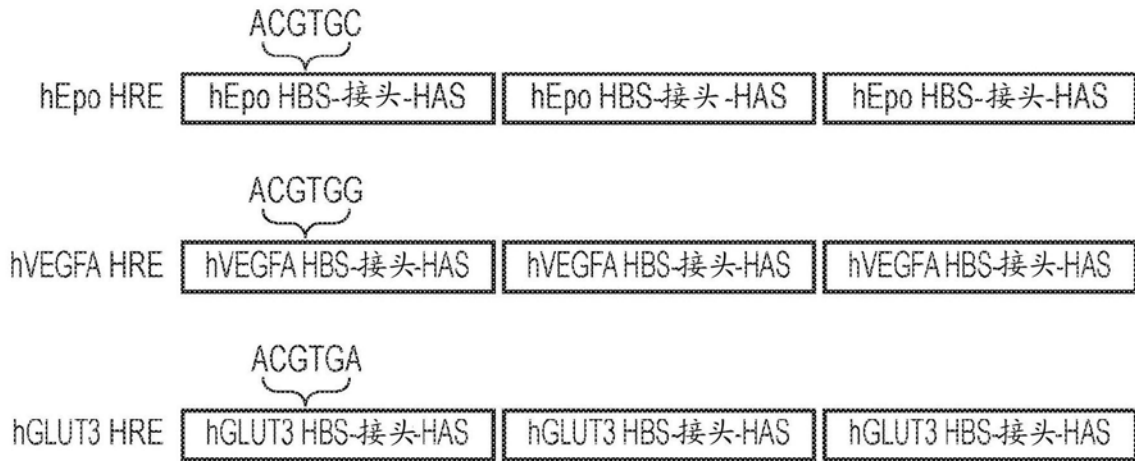 ACGTGC
hEpo HRE hEpo HBS-接头-HAS hEpo HBS-接头-HAS hEpo HBS-接头-HAS
ACGTGG
hVEGFA HRE hVEGFA HBS-接头-HAS hVEGFA HBS-接头-HAS hVEGFA HBS-接头-HAS
ACGTGA
hGLUT3 HRE hGLUT3 HBS-接头-HAS hGLUT3 HBS-接头-HAS hGLUT3 HBS-接头-HAS